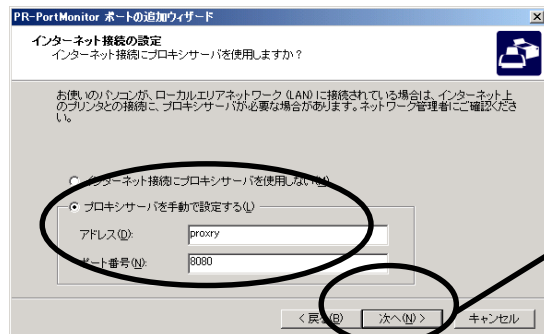 PR-PortMonitor ポートの追加ウィザード
インターネット接続の設定
インターネット接続にプロキシサーバを使用しますか？
お使いのパソコンが、ローカルエリアネットワーク (LAN) に接続されている場合は、インターネット上
のプリンタとの接続に、プロキシサーバが必要な場合があります。ネットワーク管理者にご確認くださ
い。
インターネット接続にプロキシサーバを使用しない(M)
プロキシサーバを手動で設定する(L)
アドレス(D): proxry
ポート番号(N): 8080
< 戻る(B) 次へ(N) > キャンセル